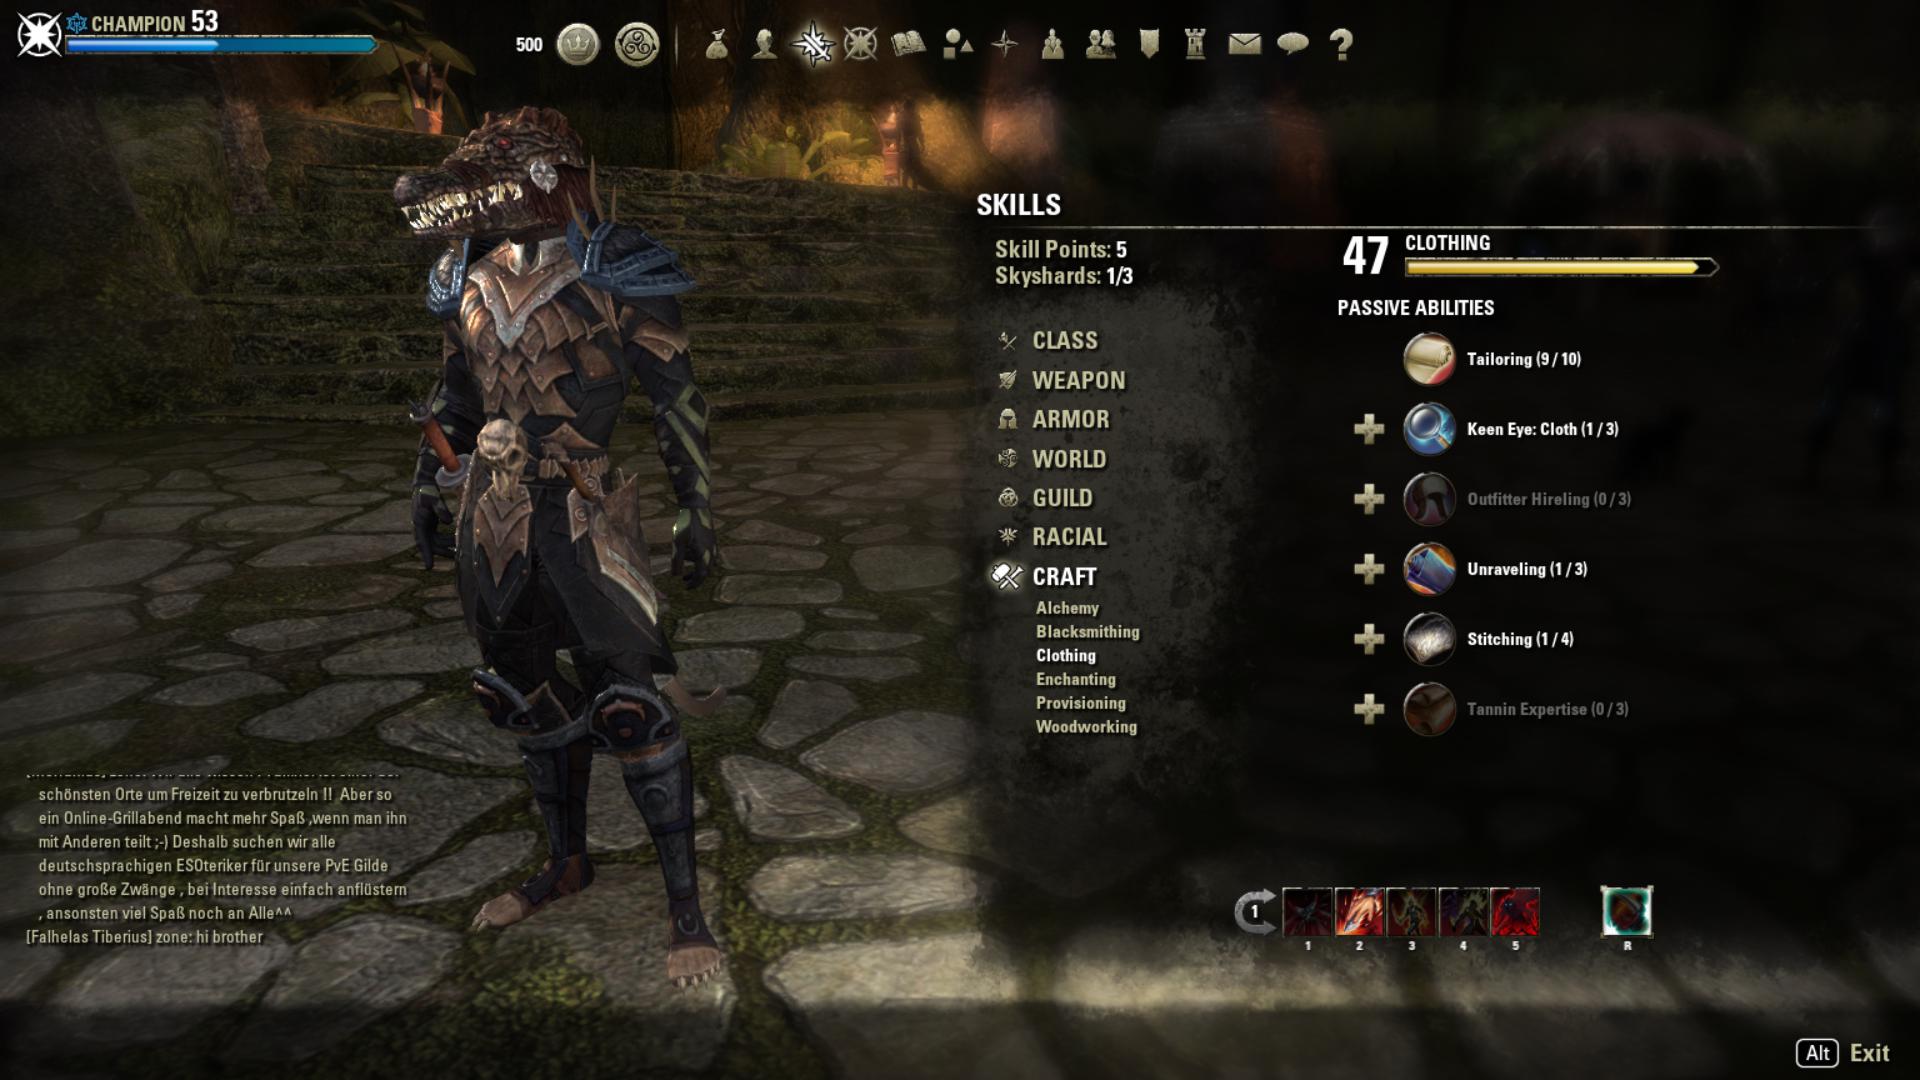 CHAMPION 53
500
SKILLS
Skill Points: 5
Skyshards: 1/3
CLASS
WEAPON
ARMOR
WORLD
GUILD
RACIAL
CRAFT
Alchemy
Blacksmithing
Clothing
Enchanting
Provisioning
Woodworking
47 CLOTHING
PASSIVE ABILITIES
Tailoring (9 / 10)
Keen Eye: Cloth (1 / 3)
Outfitter Hireling (0 / 3)
Unraveling (1 / 3)
Stitching (1 / 4)
Tannin Expertise (0 / 3)
schönsten Orte um Freizeit zu verbrutzeln !! Aber so
ein Online-Grillabend macht mehr Spaß ,wenn man ihn
mit Anderen teilt ;-) Deshalb suchen wir alle
deutschsprachigen ESOteriker für unsere PvE Gilde
ohne große Zwänge , bei Interesse einfach anflüstern
, ansonsten viel Spaß noch an Alle^^
[Falhelas Tiberius] zone: hi brother
1
1 2 3 4 5 R
Alt Exit